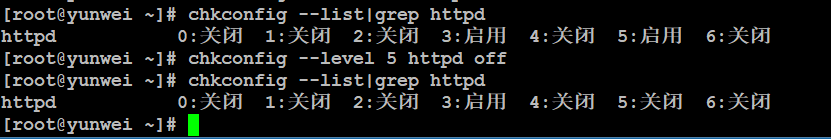 [root@yunwei ~]# chkconfig --list|grep httpd
httpd 0:关闭 1:关闭 2:关闭 3:启用 4:关闭 5:启用 6:关闭
[root@yunwei ~]# chkconfig --level 5 httpd off
[root@yunwei ~]# chkconfig --list|grep httpd
httpd 0:关闭 1:关闭 2:关闭 3:启用 4:关闭 5:关闭 6:关闭
[root@yunwei ~]#